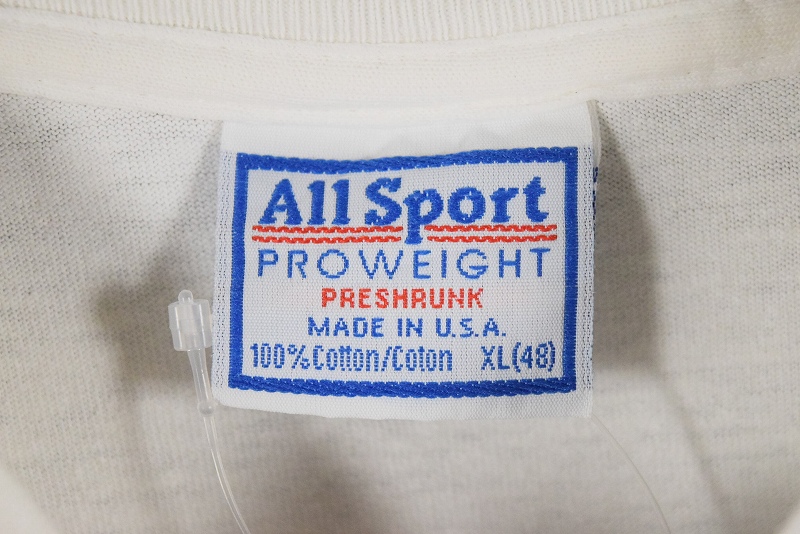 All Sport
PROWEIGHT
PRESHRUNK
MADE IN U.S.A.
100% Cotton/Coton XL(48)